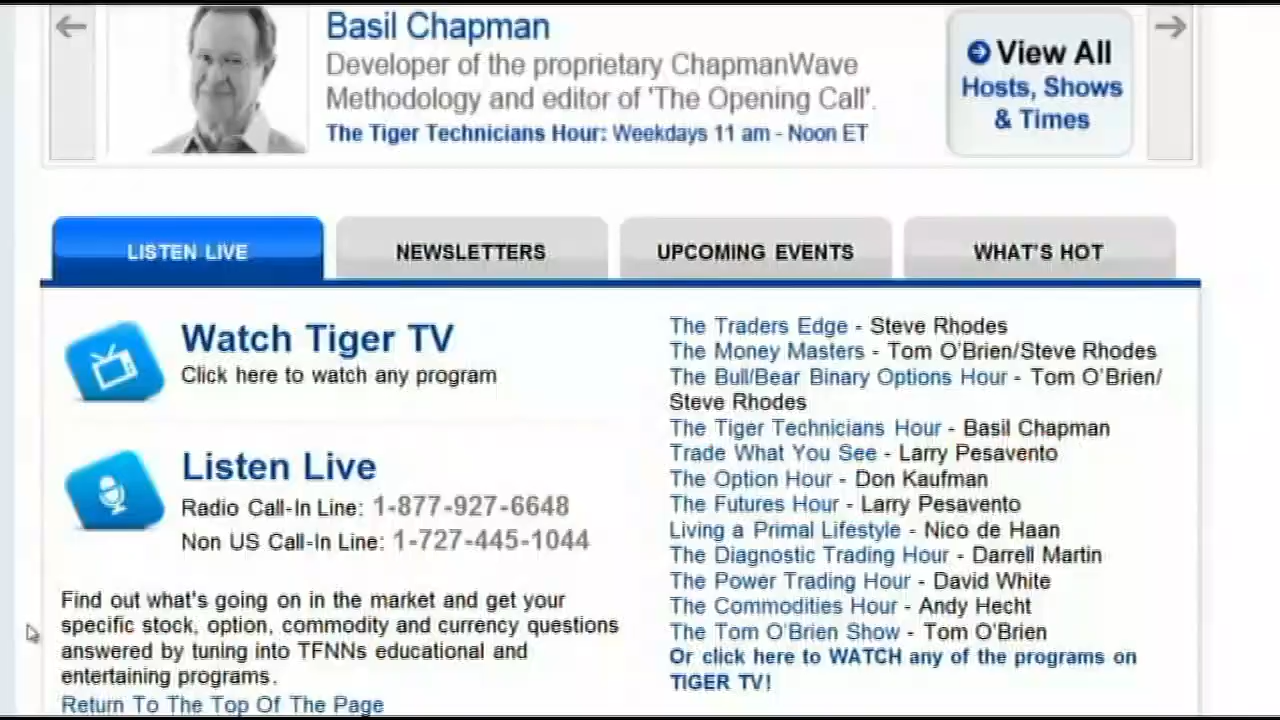 Basil Chapman
Developer of the proprietary ChapmanWave
Methodology and editor of 'The Opening Call'.
The Tiger Technicians Hour: Weekdays 11 am - Noon ET
View All
Hosts, Shows
& Times
LISTEN LIVE
NEWSLETTERS
UPCOMING EVENTS
WHAT'S HOT
Watch Tiger TV
Click here to watch any program
Listen Live
Radio Call-In Line: 1-877-927-6648
Non US Call-In Line: 1-727-445-1044
Find out what's going on in the market and get your
specific stock, option, commodity and currency questions
answered by tuning into TFNNs educational and
entertaining programs.
Return To The Top Of The Page
The Traders Edge - Steve Rhodes
The Money Masters - Tom O'Brien/Steve Rhodes
The Bull/Bear Binary Options Hour - Tom O'Brien/
Steve Rhodes
The Tiger Technicians Hour - Basil Chapman
Trade What You See - Larry Pesavento
The Option Hour - Don Kaufman
The Futures Hour - Larry Pesavento
Living a Primal Lifestyle - Nico de Haan
The Diagnostic Trading Hour - Darrell Martin
The Power Trading Hour - David White
The Commodities Hour - Andy Hecht
The Tom O'Brien Show - Tom O'Brien
Or click here to WATCH any of the programs on
TIGER TV!